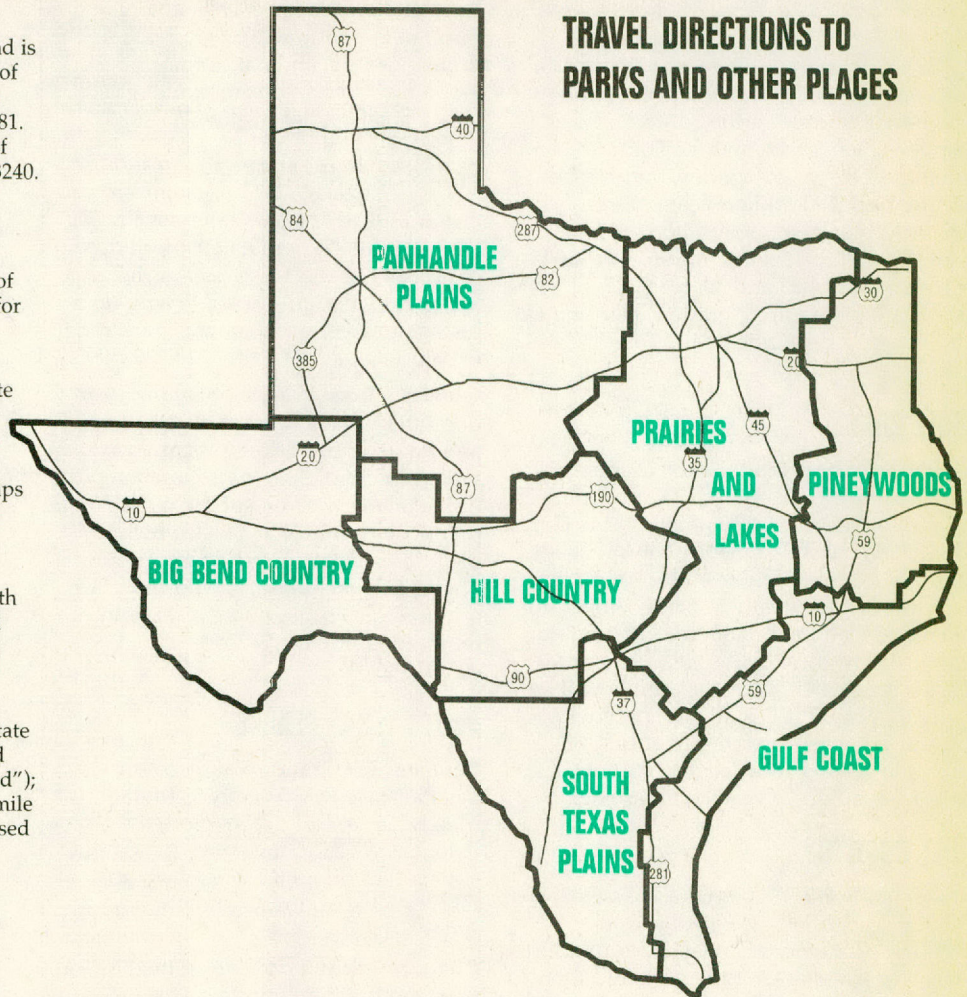 TRAVEL DIRECTIONS TO
PARKS AND OTHER PLACES
nd is
of
81.
f
6240.
of
for
te
ps
th
tate
d
d");
mile
sed
87
40
84
287
PANHANDLE
PLAINS
82
30
385
20
PRAIRIES
45
20
35
AND
PINEYWOODS
87
190
10
LAKES
59
BIG BEND COUNTRY
HILL COUNTRY
10
90
37
59
GULF COAST
SOUTH
TEXAS
PLAINS
281